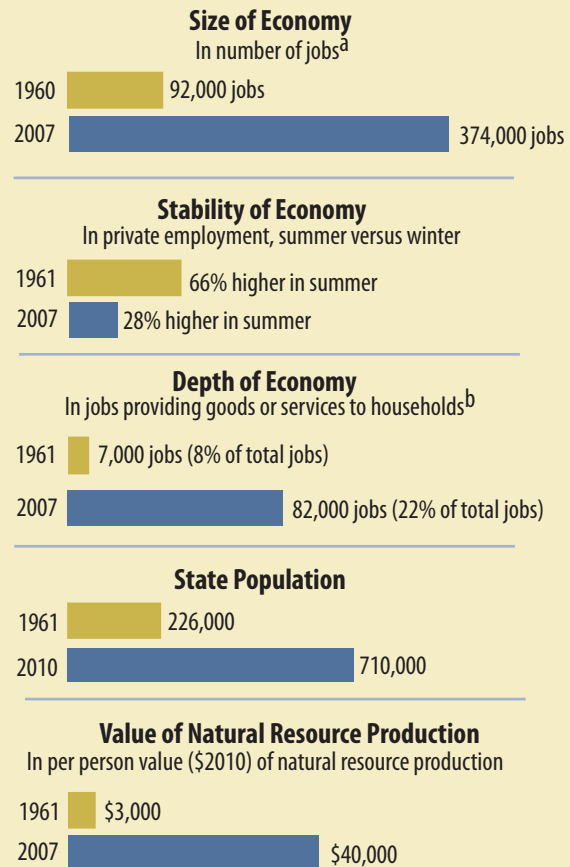 Size of Economy
In number of jobsa
1960 92,000 jobs
2007 374,000 jobs
Stability of Economy
In private employment, summer versus winter
1961 66% higher in summer
2007 28% higher in summer
Depth of Economy
In jobs providing goods or services to householdsb
1961 7,000 jobs (8% of total jobs)
2007 82,000 jobs (22% of total jobs)
State Population
1961 226,000
2010 710,000
Value of Natural Resource Production
In per person value ($2010) of natural resource production
1961 $3,000
2007 $40,000